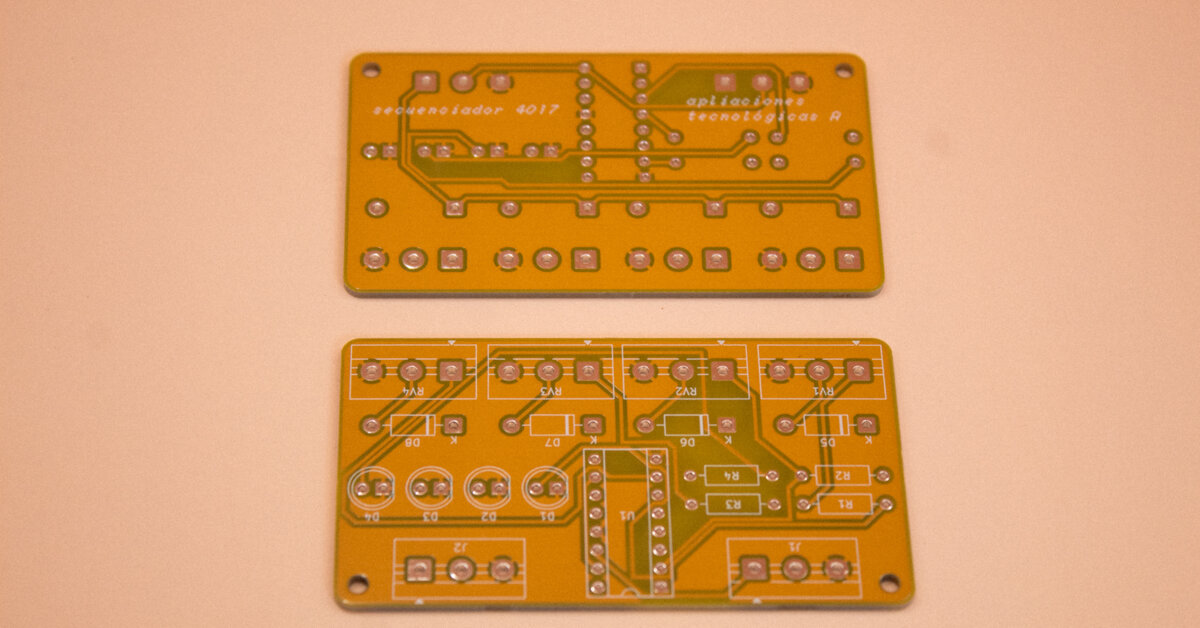 secuenciador 4017
apliaciones
tecnológicas A
RV4 RV3 RV2 RV1
D8 K D7 K D6 K D5 K
R4 R2
R3 R1
D4 D3 D2 D1 U1
J2 J1